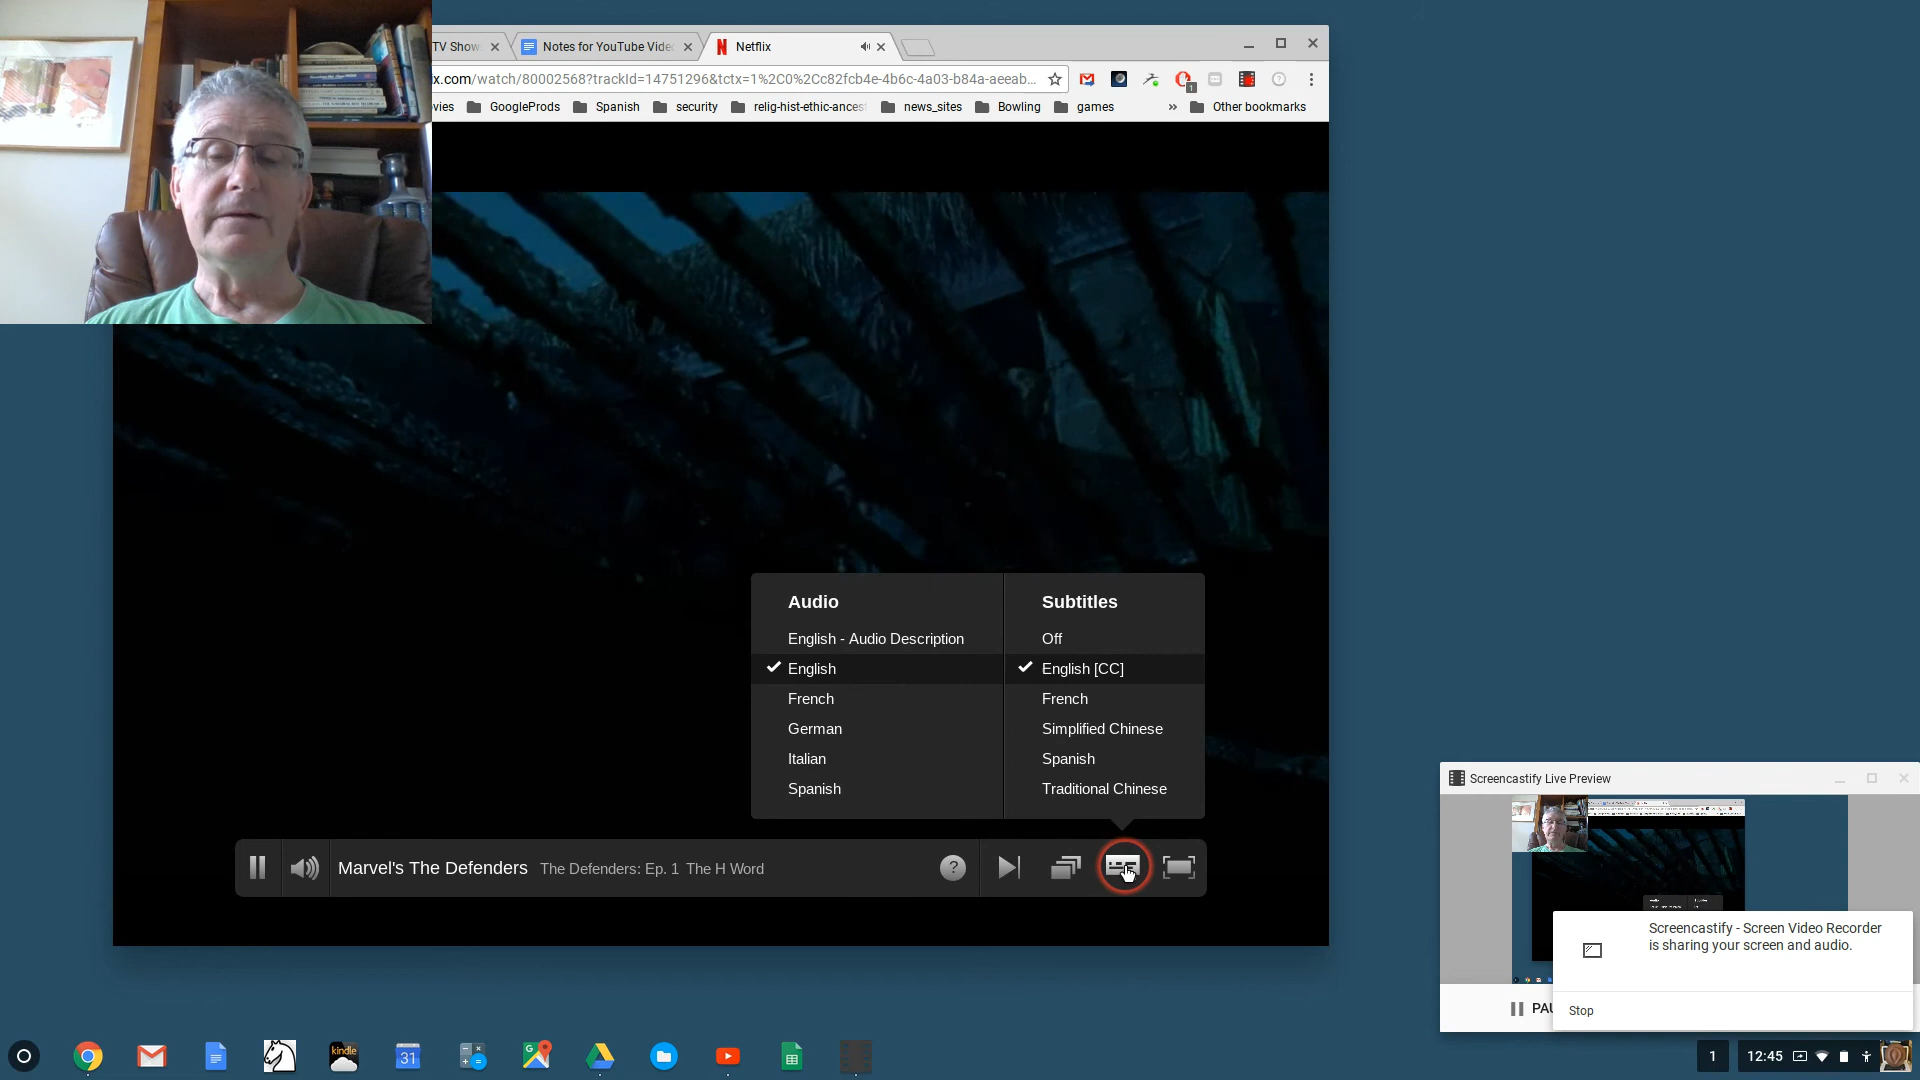 TV Show
Notes for YouTube Vide
Netflix
x.com/watch/80002568?trackId=14751296&tctx=1%2C0%2Cc82fcb4e-4b6c-4a03-b84a-aeeab...
1
vies
GoogleProds
Spanish
security
relig-hist-ethic-ancest
news_sites
Bowling
games
»
Other bookmarks
Audio
Subtitles
English - Audio Description
Off
English
English [CC]
French
French
German
Simplified Chinese
Italian
Spanish
Spanish
Traditional Chinese
Marvel's The Defenders The Defenders: Ep. 1 The H Word
?
Screencastify Live Preview
Screencastify - Screen Video Recorder
is sharing your screen and audio.
PAU
Stop
kindle
31
G
1
12:45